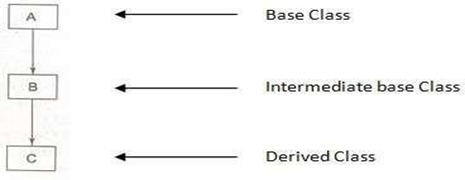 A Base Class
B Intermediate base Class
C Derived Class